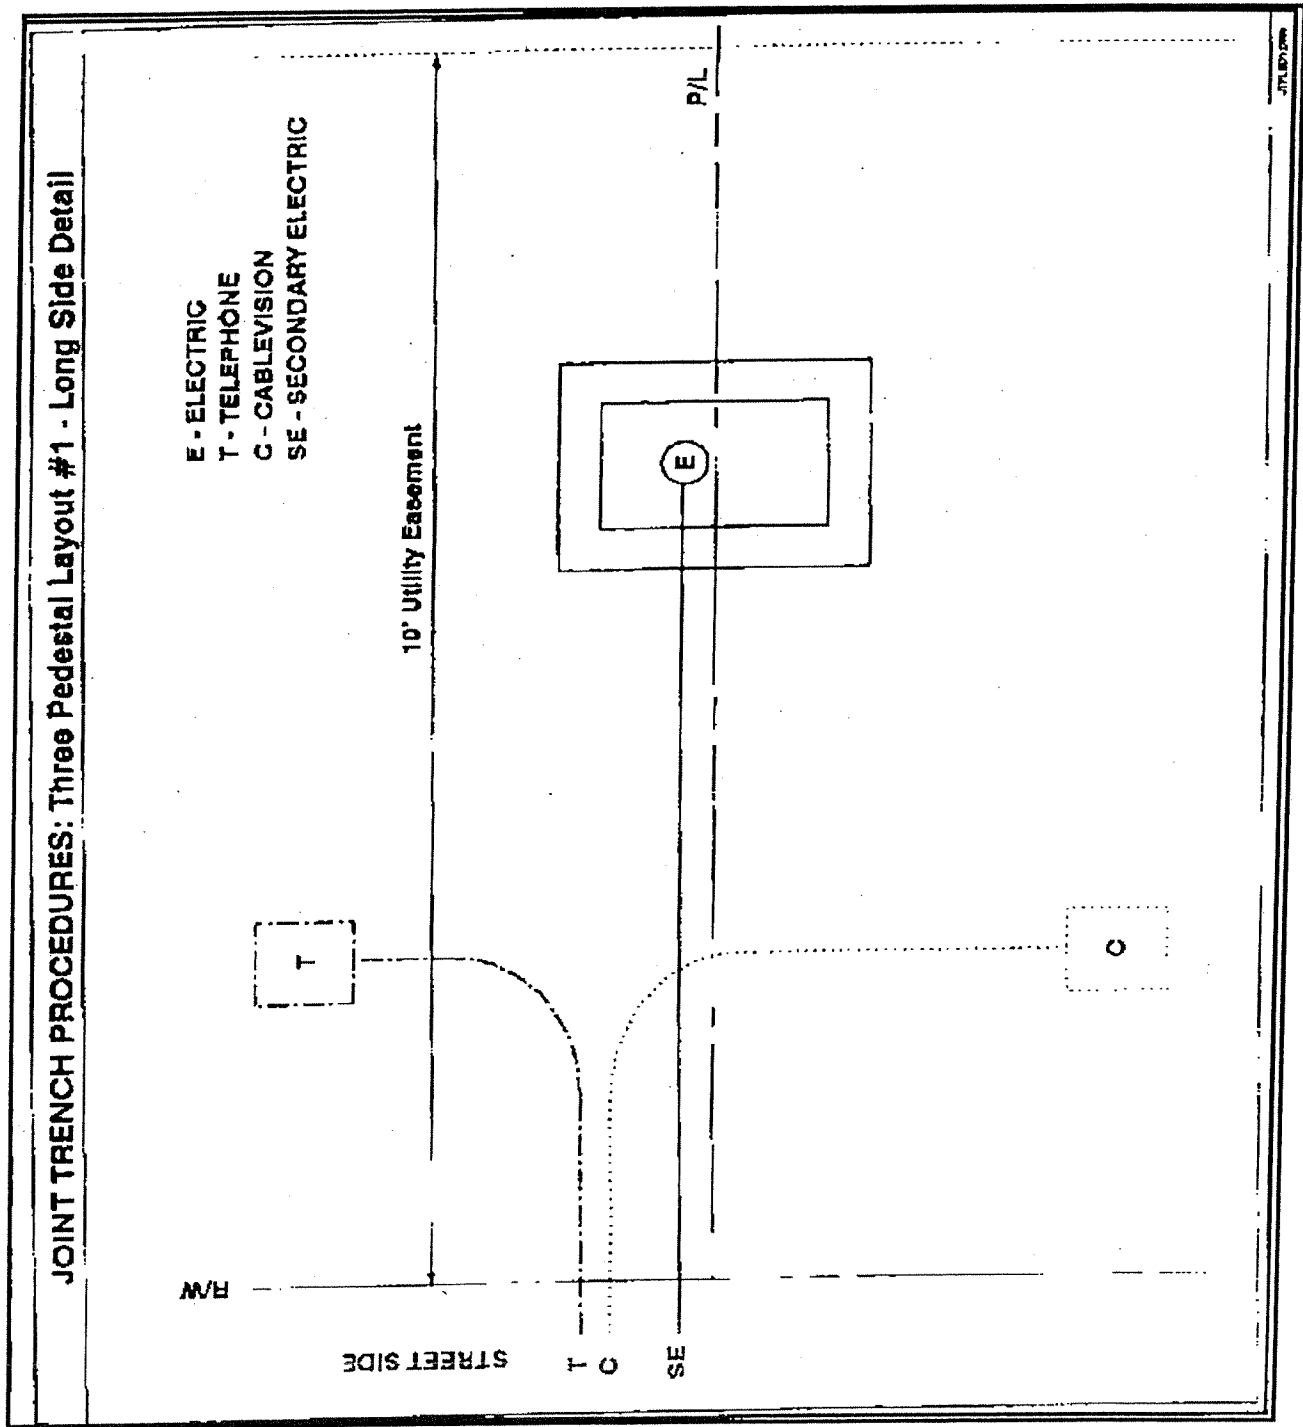 JOINT TRENCH PROCEDURES: Three Pedestal Layout #1 - Long Side Detail
E - ELECTRIC
T - TELEPHONE
C - CABLEVISION
SE - SECONDARY ELECTRIC
10' Utility Easement
P/L
E
T
C
R/W
STREET SIDE
T
C
SE